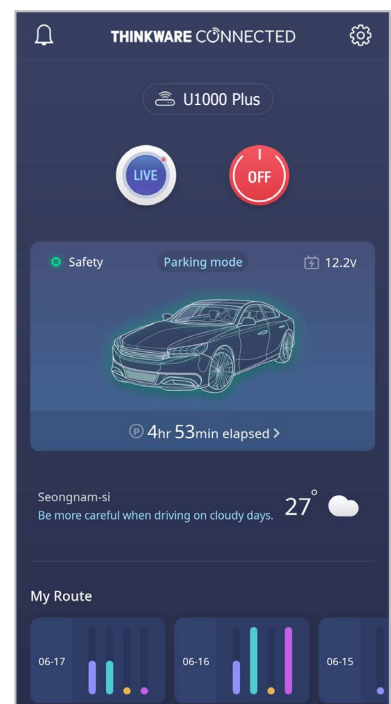 THINKWARE CONNECTED
U1000 Plus
LIVE
OFF
Safety Parking mode 12.2v
P 4hr 53min elapsed >
Seongnam-si
Be more careful when driving on cloudy days. 27°
My Route
06-17 06-16 06-15